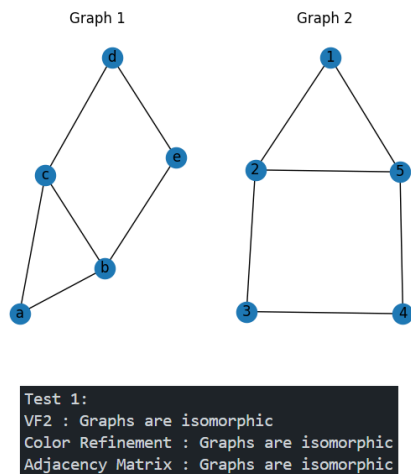 Graph 1
Graph 2
d
1
e
c
2
5
b
a
3
4
Test 1:
VF2 : Graphs are isomorphic
Color Refinement : Graphs are isomorphic
Adjacency Matrix : Graphs are isomorphic